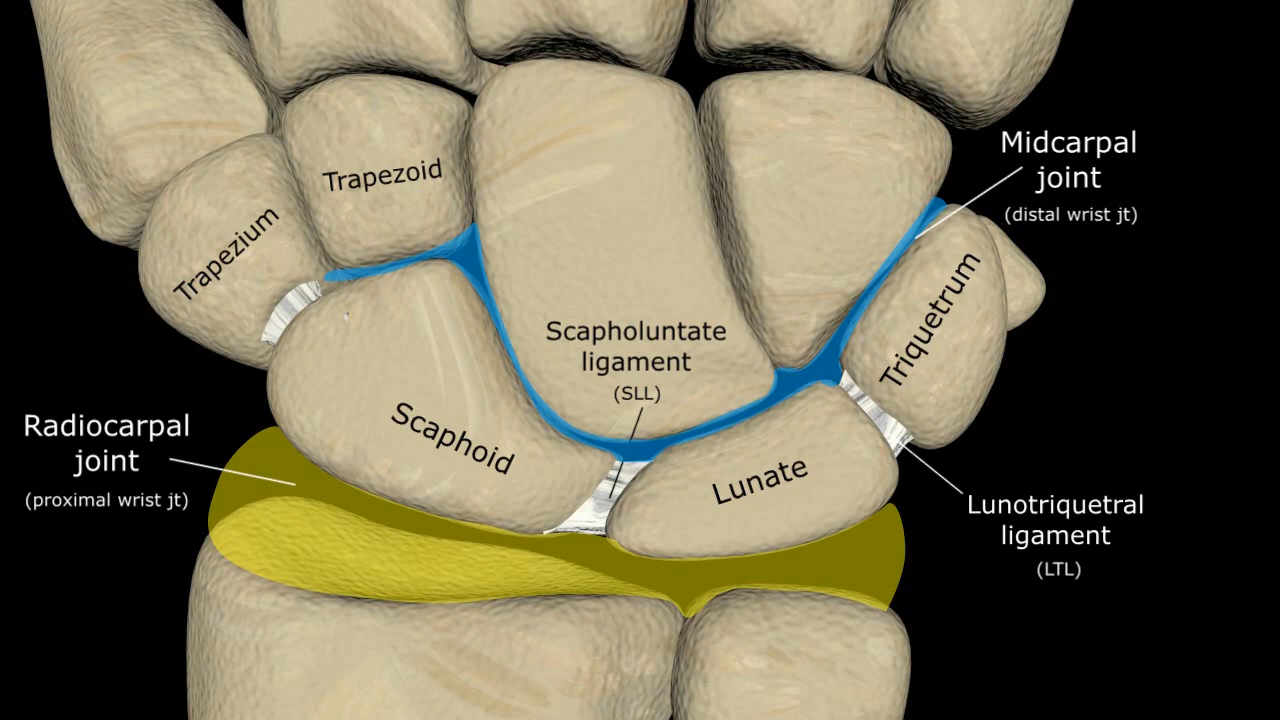 Trapezoid
Trapezium
Midcarpal
joint
(distal wrist jt)
Triquetrum
Scapholuntate
ligament
(SLL)
Radiocarpal
joint
(proximal wrist jt)
Scaphoid
Lunate
Lunotriquetral
ligament
(LTL)